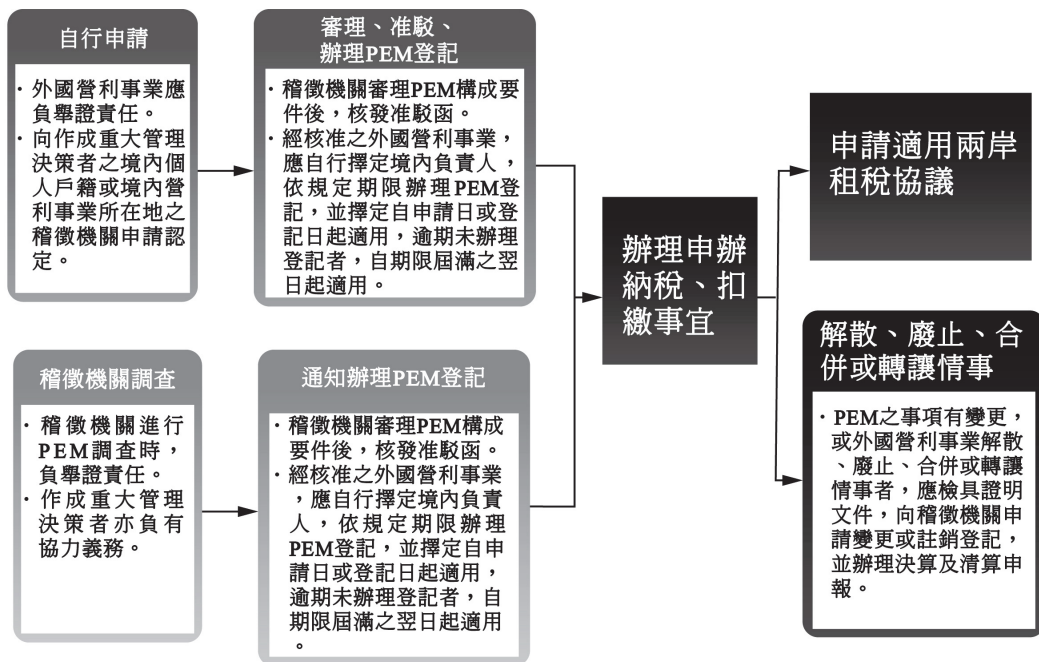 自行申請
· 外國營利事業應
負舉證責任。
· 向作成重大管理
決策者之境內個
人戶籍或境內營
利事業所在地之
稽徵機關申請認
定。
審理、准駁、
辦理PEM登記
· 稽徵機關審理PEM構成要
件後，核發准駁函。
· 經核准之外國營利事業，
應自行擇定境內負責人，
依規定期限辦理PEM登
記，並擇定自申請日或登
記日起適用，逾期未辦理
登記者，自期限屆滿之翌
日起適用。
稽徵機關調查
· 稽徵機關進行
PEM調查時，
負舉證責任。
· 作成重大管理
決策者亦負有
協力義務。
通知辦理PEM登記
· 稽徵機關審理PEM構成
要件後，核發准駁函。
· 經核准之外國營利事業
，應自行擇定境內負責
人，依規定期限辦理
PEM登記，並擇定自申
請日或登記日起適用，
逾期未辦理登記者，自
期限屆滿之翌日起適用
。
辦理申辦
納稅、扣
繳事宜
申請適用兩岸
租稅協議
解散、廢止、合
併或轉讓情事
· PEM之事項有變更，
或外國營利事業解散
、廢止、合併或轉讓
情事者，應檢具證明
文件，向稽徵機關申
請變更或註銷登記，
並辦理決算及清算申
報。